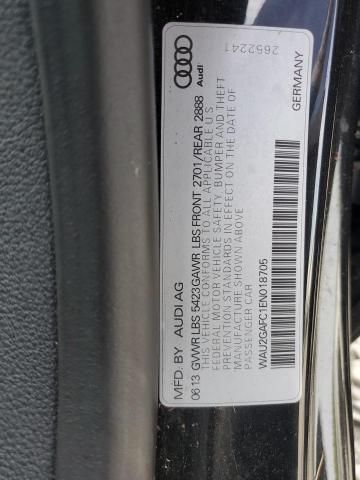 MFD. BY AUDI AG
Audi
06 13 GVWR LBS 5423 GAWR LBS FRONT 2701/REAR 2888
THIS VEHICLE CONFORMS TO ALL APPLICABLE U S
FEDERAL MOTOR VEHICLE SAFETY, BUMPER AND THEFT
PREVENTION STANDARDS IN EFFECT ON THE DATE OF
MANUFACTURE SHOWN ABOVE
PASSENGER CAR
2652241
WAU2GAFC1EN018705
GERMANY